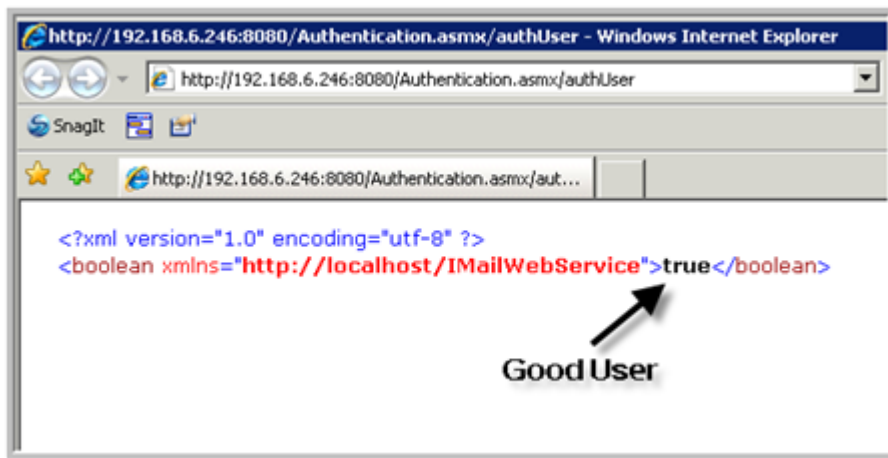 http://192.168.6.246:8080/Authentication.asmx/authUser - Windows Internet Explorer
http://192.168.6.246:8080/Authentication.asmx/authUser
SnagIt
http://192.168.6.246:8080/Authentication.asmx/aut...
<?xml version="1.0" encoding="utf-8" ?>
<boolean xmlns="http://localhost/IMailWebService">true</boolean>
Good User